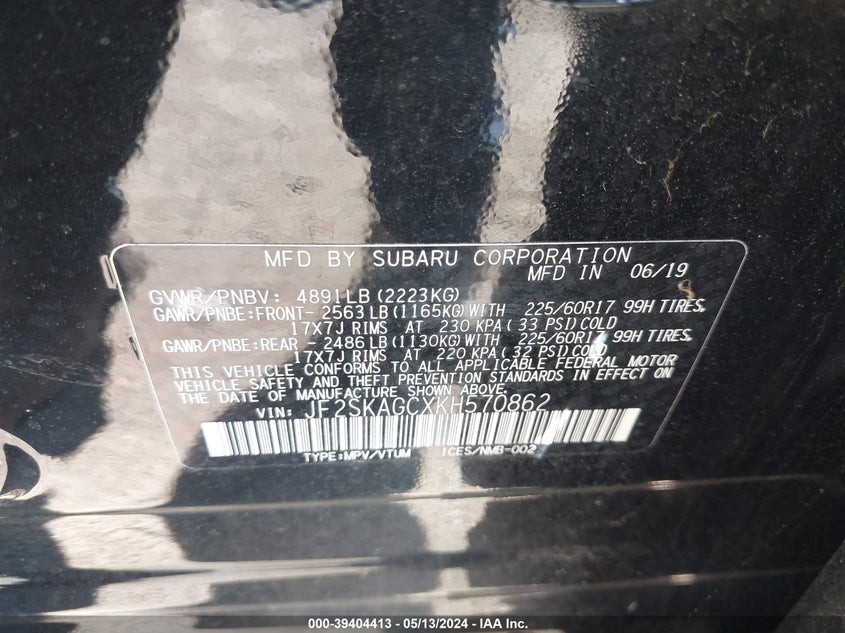 MFD BY SUBARU CORPORATION
MFD IN 06/19
GVWR/PNBV: 4891LB(2223KG)
GAWR/PNBE:FRONT- 2563LB(1165KG)WITH 225/60R17 99H TIRES,
17X7J RIMS AT 230 KPA( 33 PSI)COLD
GAWR/PNBE:REAR - 2486LB(1130KG)WITH 225/60R17 99H TIRES,
17X7J RIMS AT 220 KPA( 32 PSI)COLD
THIS VEHICLE CONFORMS TO ALL APPLICABLE FEDERAL MOTOR
VEHICLE SAFETY AND THEFT PREVENTION STANDARDS IN EFFECT ON
THE DATE OF MANUFACTURE SHOWN ABOVE.
VIN: JF2SKAGCXKH570862
TYPE:MPV/VTUM ICES/NMB-002
000-39404413 - 05/13/2024 - IAA Inc.